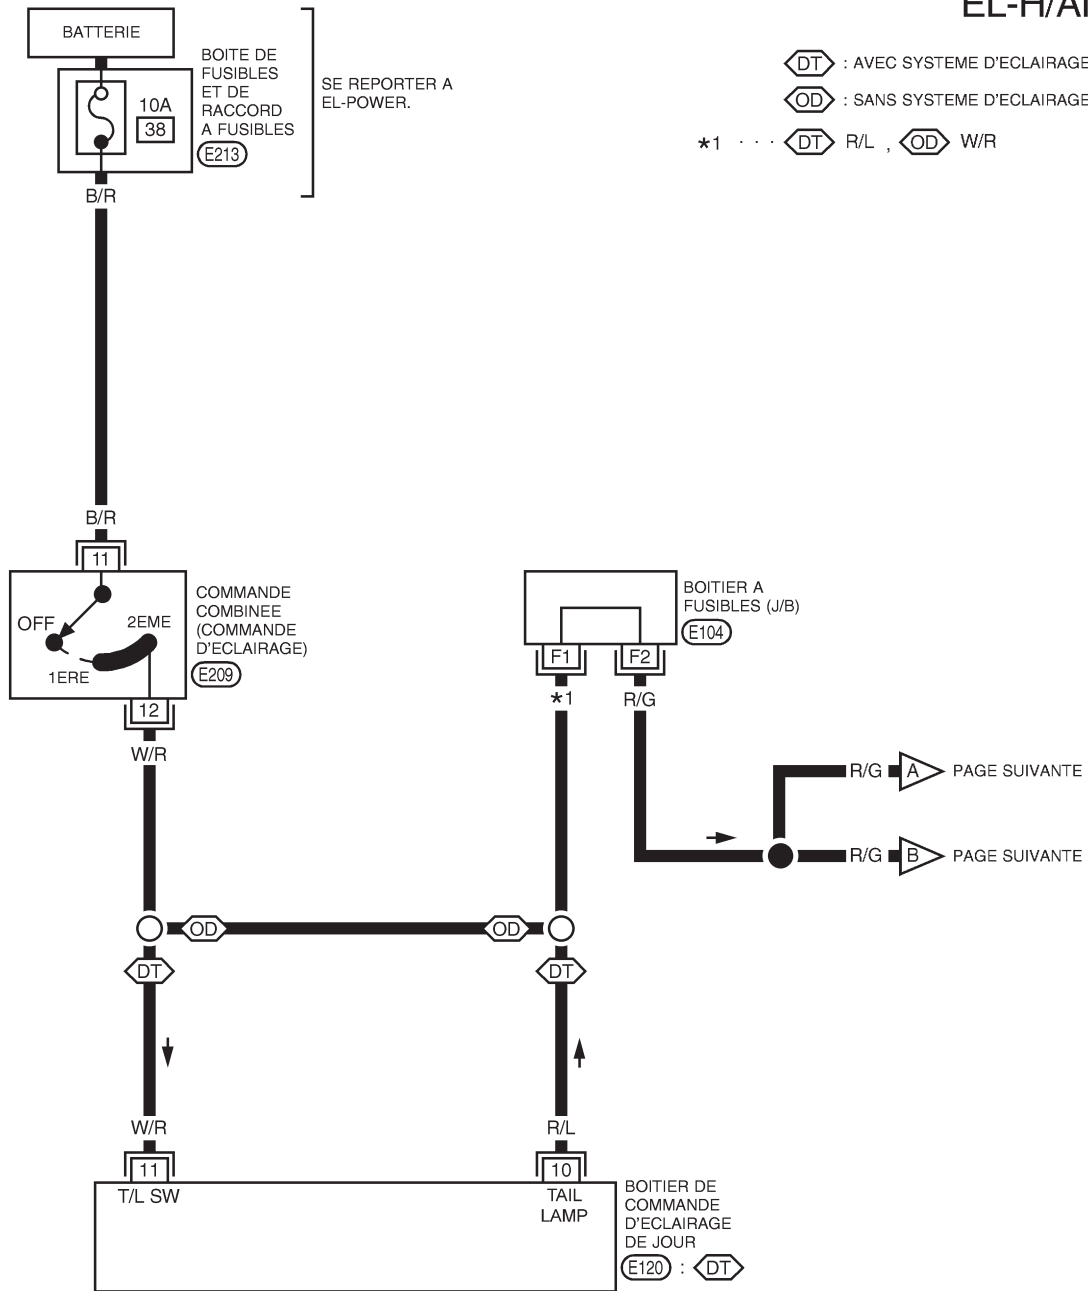 EL-H/AI
BATTERIE
BOITE DE
FUSIBLES
ET DE
RACCORD
A FUSIBLES
E213
10A
38
SE REPORTER A
EL-POWER.
DT : AVEC SYSTEME D'ECLAIRAGE
OD : SANS SYSTEME D'ECLAIRAGE
*1 · · · DT R/L , OD W/R
B/R
B/R
11
OFF
2EME
1ERE
COMMANDE
COMBINEE
(COMMANDE
D'ECLAIRAGE)
E209
12
W/R
BOITIER A
FUSIBLES (J/B)
E104
F1
F2
*1
R/G
R/G A PAGE SUIVANTE
R/G B PAGE SUIVANTE
OD
OD
DT
DT
W/R
R/L
11
10
T/L SW
TAIL
LAMP
BOITIER DE
COMMANDE
D'ECLAIRAGE
DE JOUR
E120 : DT